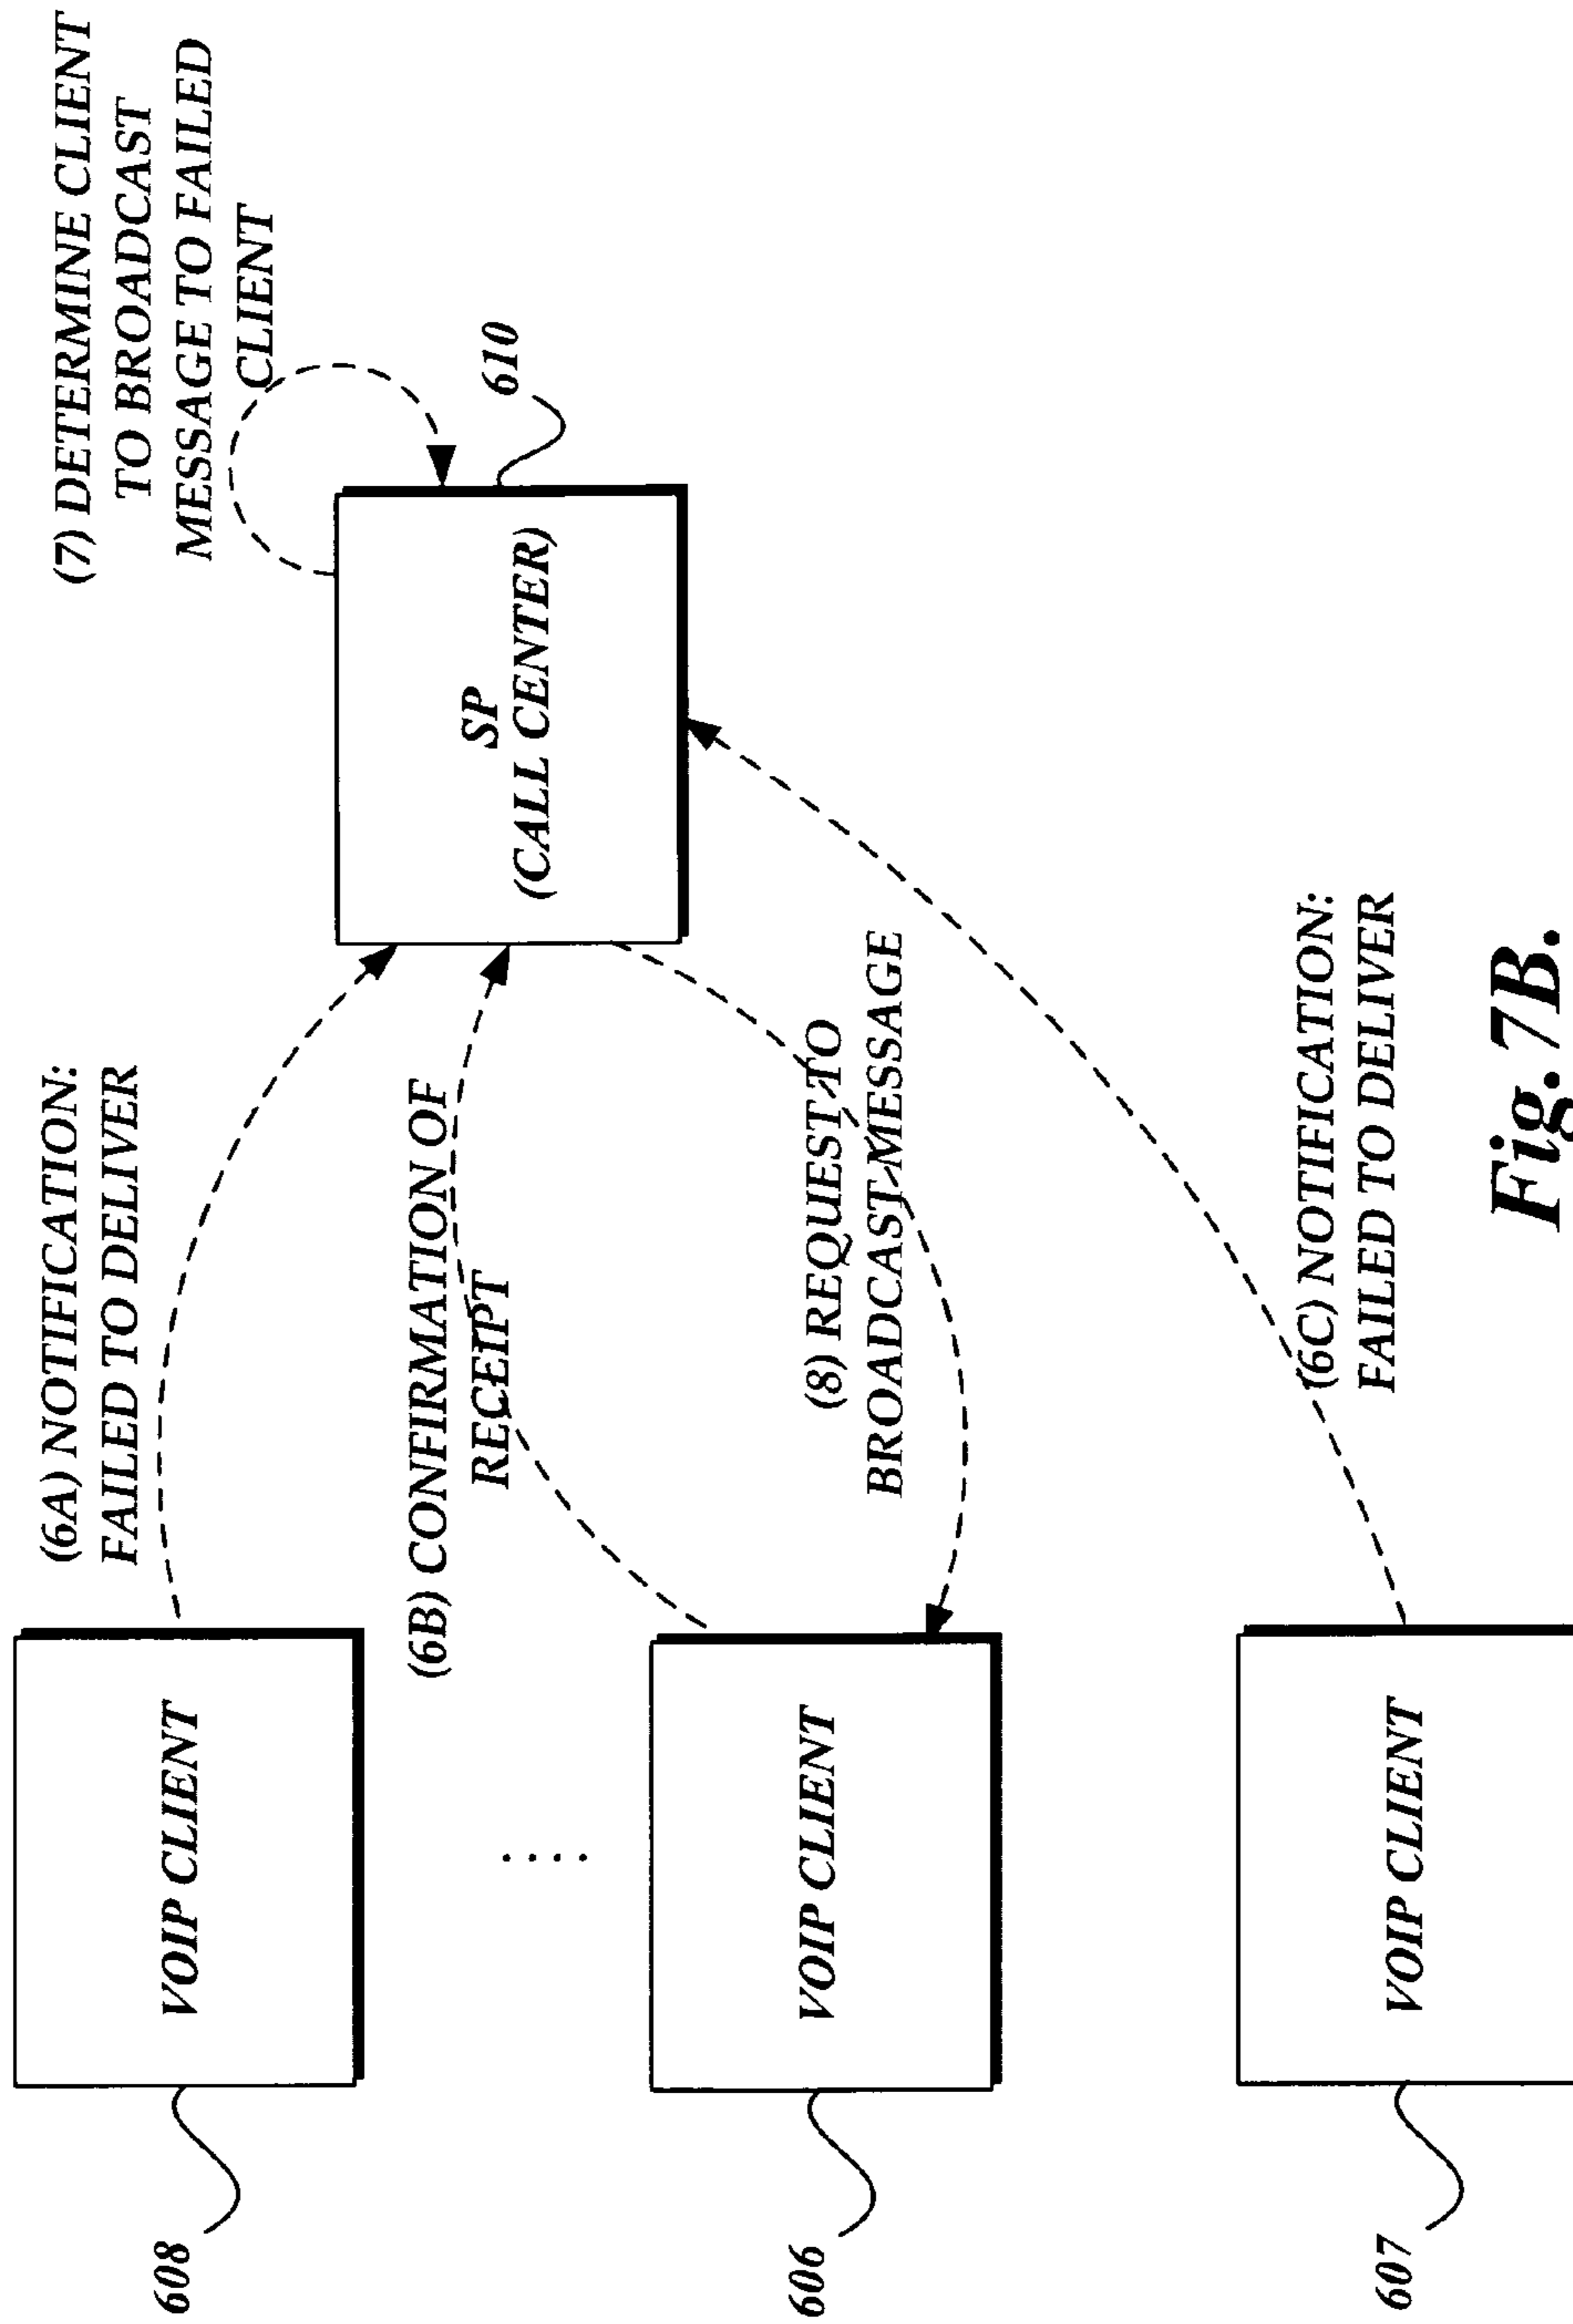 (7) DETERMINE CLIENT
TO BROADCAST
MESSAGE TO FAILED
CLIENT
(6A) NOTIFICATION:
FAILED TO DELIVER
608
VOIP CLIENT
610
SP
(CALL CENTER)
(6B) CONFIRMATION OF
RECEIPT
606
VOIP CLIENT
(8) REQUEST TO
BROADCAST MESSAGE
607
VOIP CLIENT
(6C) NOTIFICATION:
FAILED TO DELIVER
Fig. 7B.